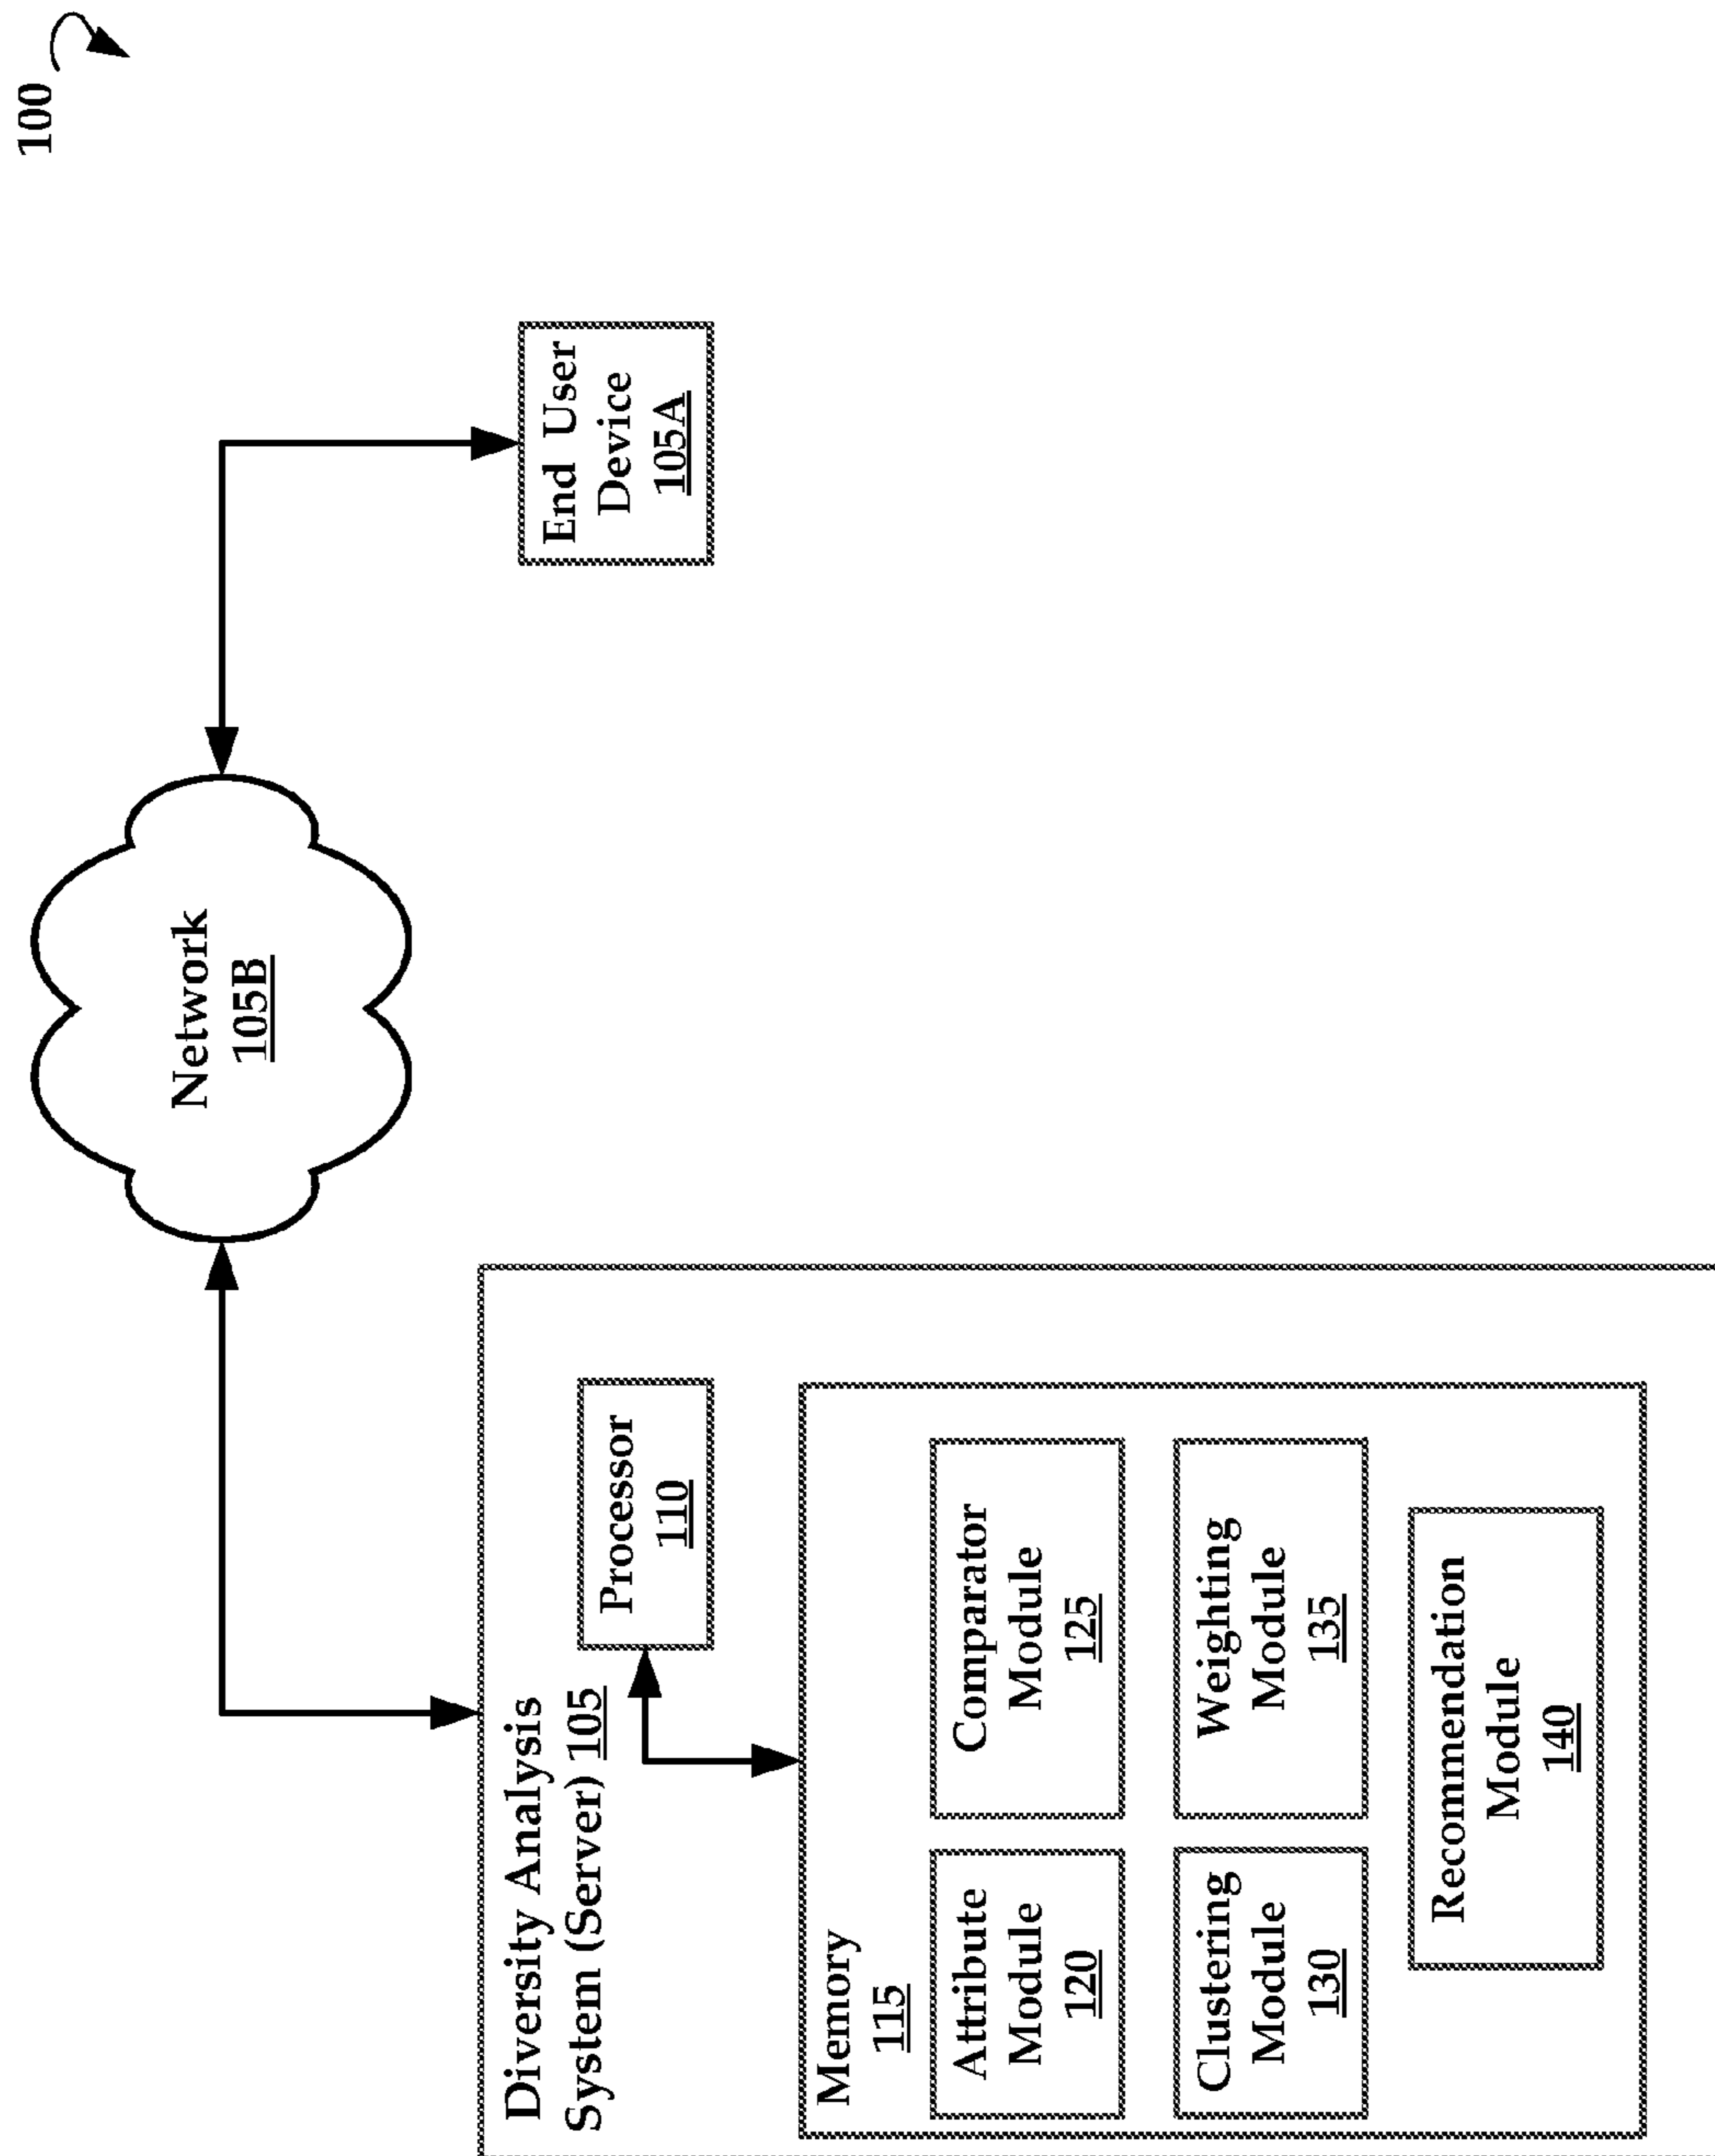 100
Network
105B
End User
Device
105A
Diversity Analysis
System (Server) 105
Processor
110
Memory
115
Attribute
Module
120
Comparator
Module
125
Clustering
Module
130
Weighting
Module
135
Recommendation
Module
140